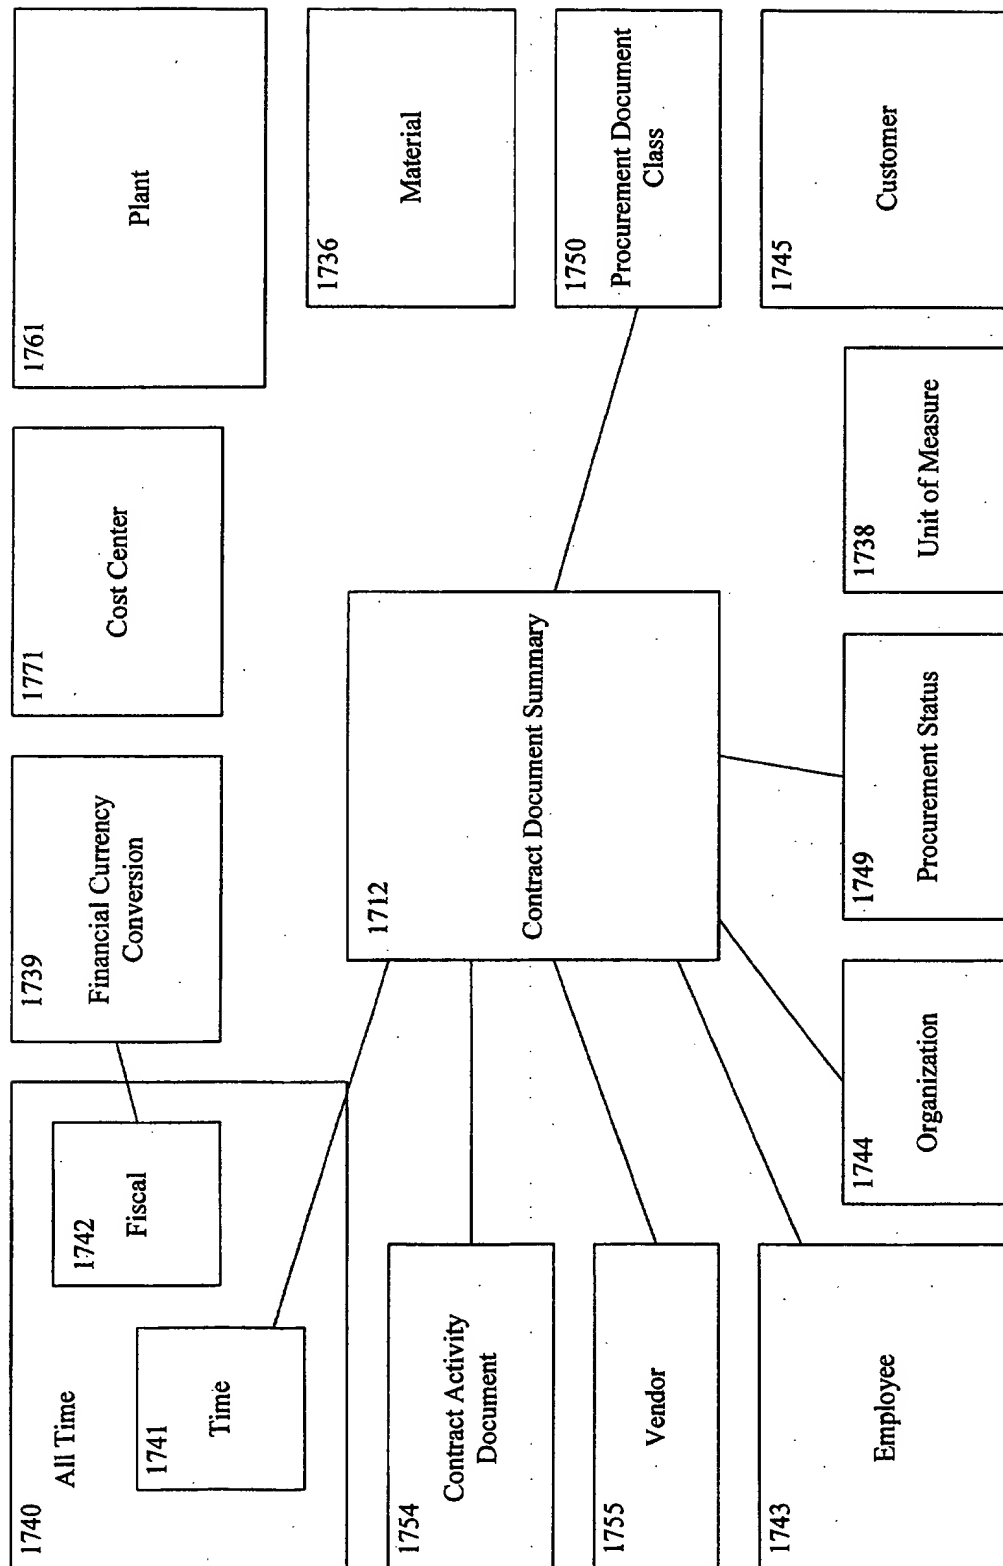 1740
All Time
1741
Time
1742
Fiscal
1739
Financial Currency
Conversion
1771
Cost Center
1761
Plant
1754
Contract Activity
Document
1712
Contract Document Summary
1736
Material
1755
Vendor
1750
Procurement Document
Class
1743
Employee
1744
Organization
1749
Procurement Status
1738
Unit of Measure
1745
Customer